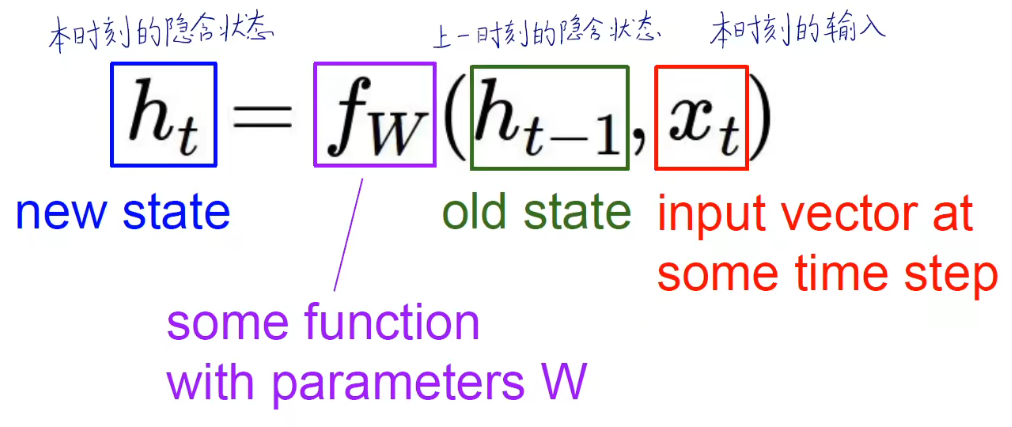 本时刻的隐含状态 上一时刻的隐含状态 本时刻的输入
h_t = f_W(h_{t-1}, x_t)
new state old state input vector at
some time step
some function
with parameters W